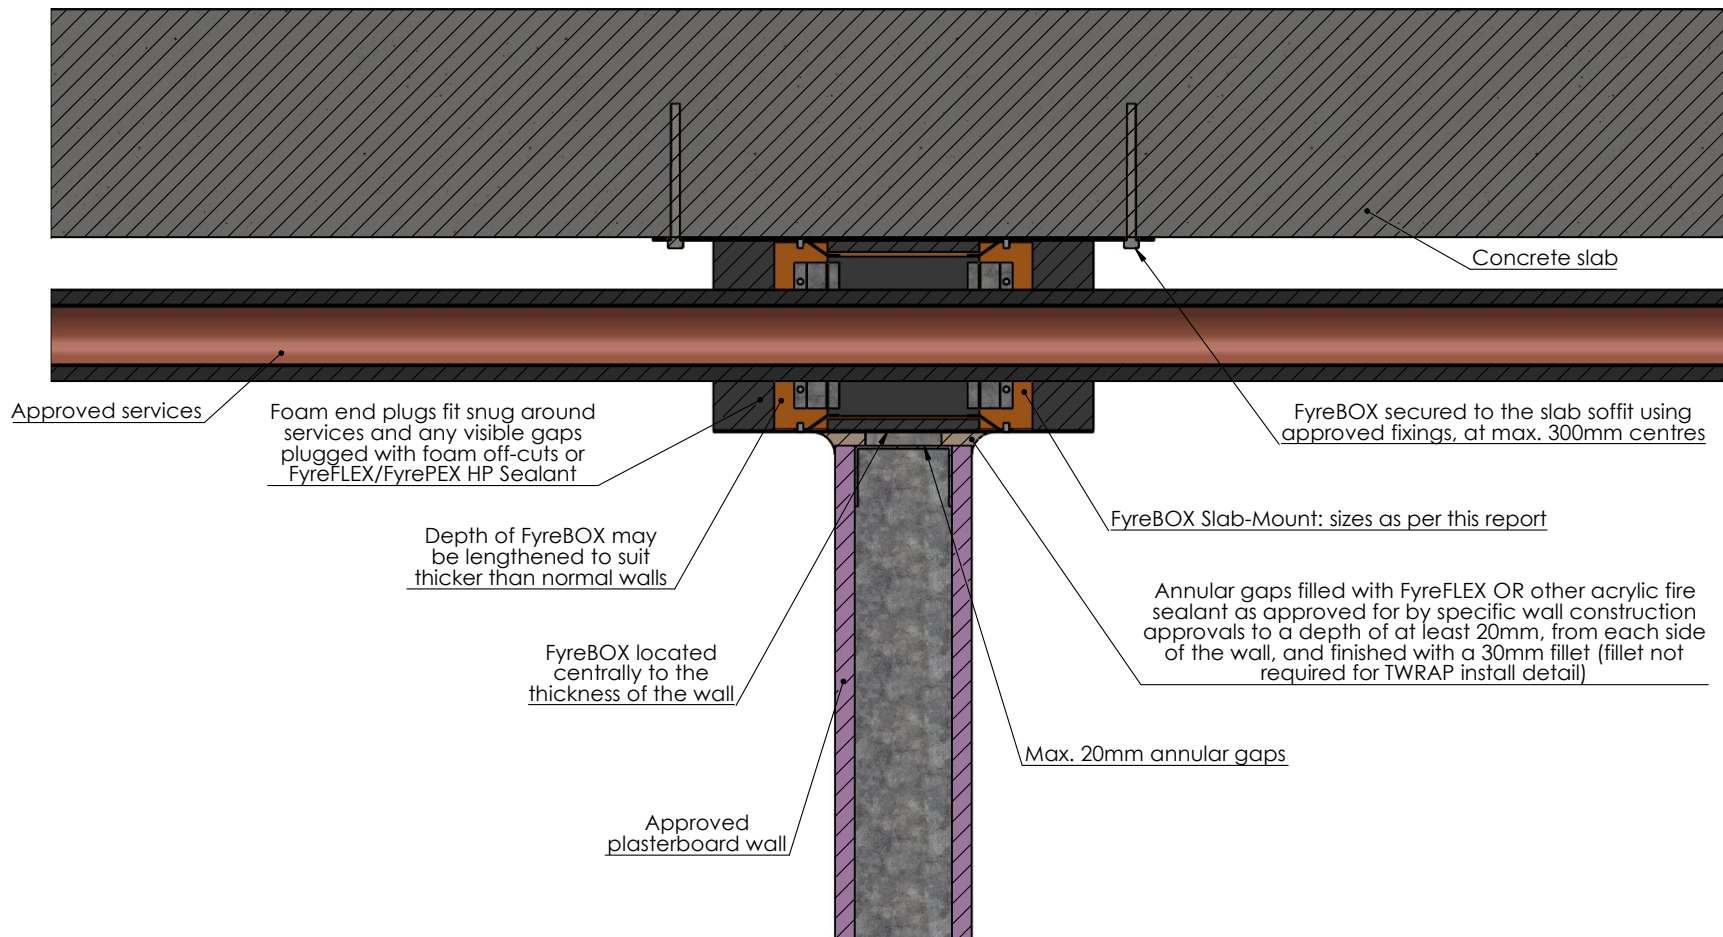 Concrete slab
Approved services
Foam end plugs fit snug around
services and any visible gaps
plugged with foam off-cuts or
FyreFLEX/FyrePEX HP Sealant
FyreBOX secured to the slab soffit using
approved fixings, at max. 300mm centres
Depth of FyreBOX may
be lengthened to suit
thicker than normal walls
FyreBOX Slab-Mount: sizes as per this report
Annular gaps filled with FyreFLEX OR other acrylic fire
sealant as approved for by specific wall construction
approvals to a depth of at least 20mm, from each side
of the wall, and finished with a 30mm fillet (fillet not
required for TWRAP install detail)
FyreBOX located
centrally to the
thickness of the wall
Max. 20mm annular gaps
Approved
plasterboard wall